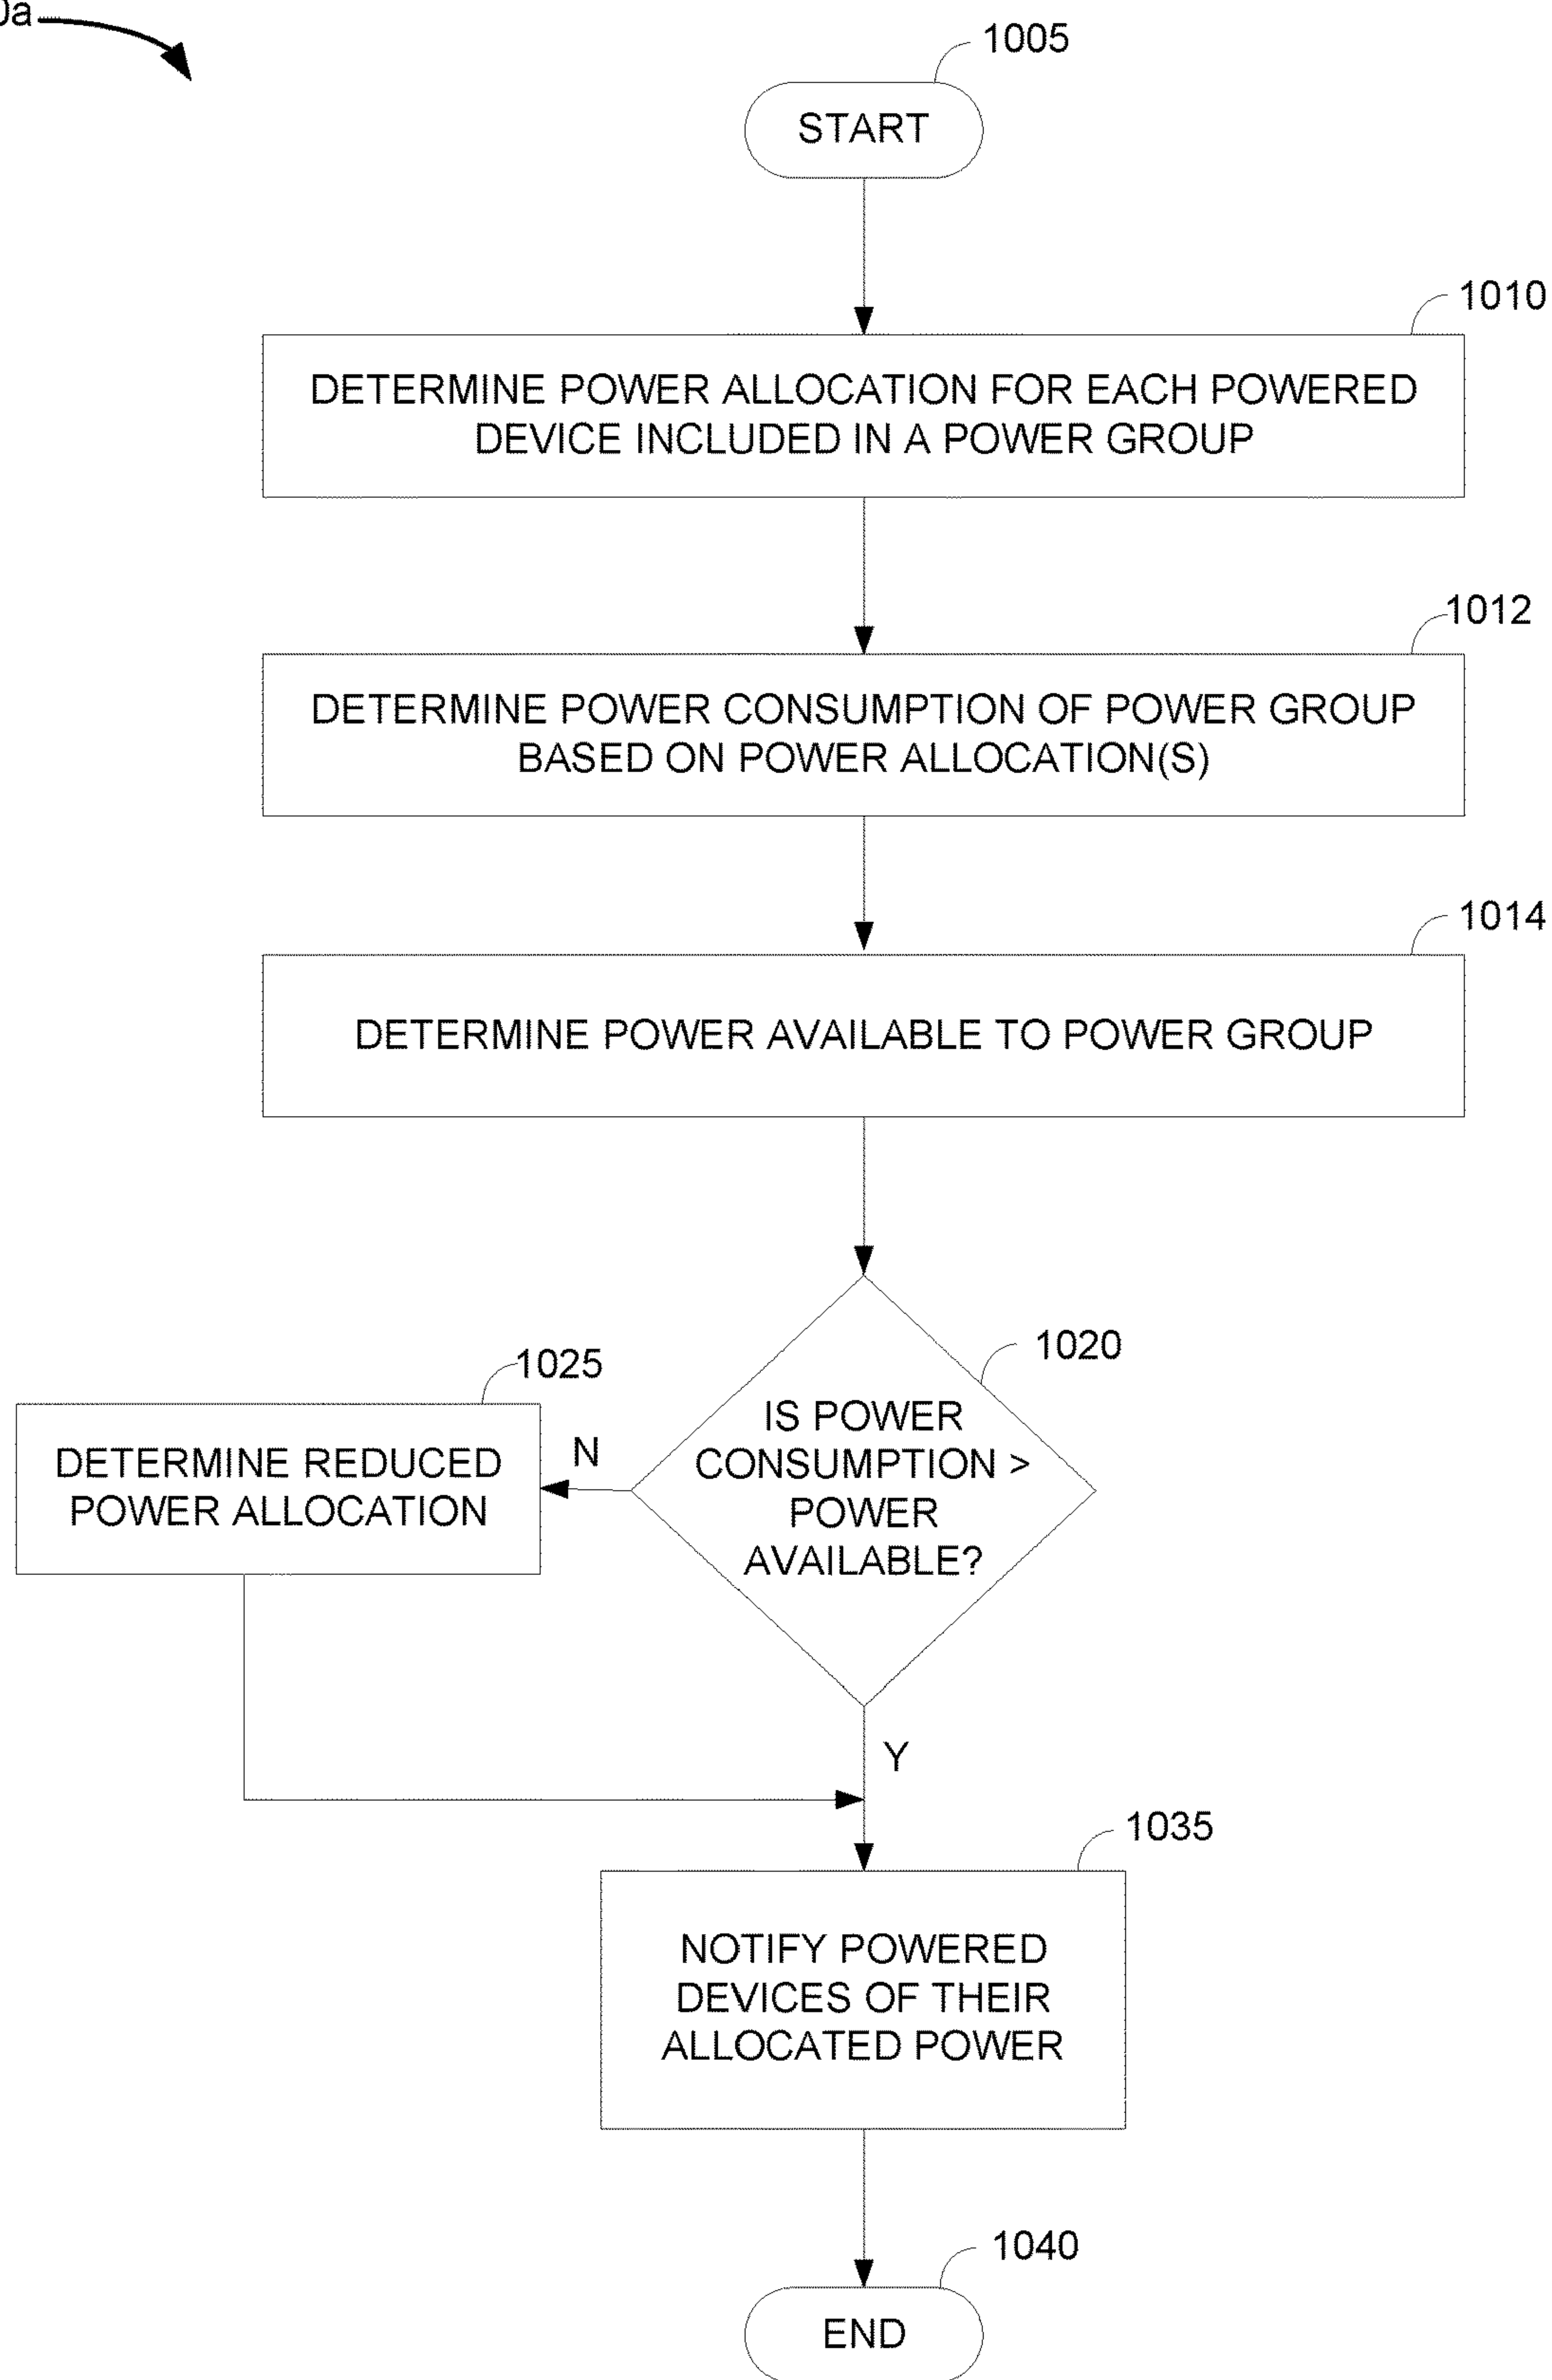 0a
1005
START
1010
DETERMINE POWER ALLOCATION FOR EACH POWERED
DEVICE INCLUDED IN A POWER GROUP
1012
DETERMINE POWER CONSUMPTION OF POWER GROUP
BASED ON POWER ALLOCATION(S)
1014
DETERMINE POWER AVAILABLE TO POWER GROUP
1020
IS POWER
CONSUMPTION >
POWER
AVAILABLE?
1025
DETERMINE REDUCED
POWER ALLOCATION
N
Y
1035
NOTIFY POWERED
DEVICES OF THEIR
ALLOCATED POWER
1040
END